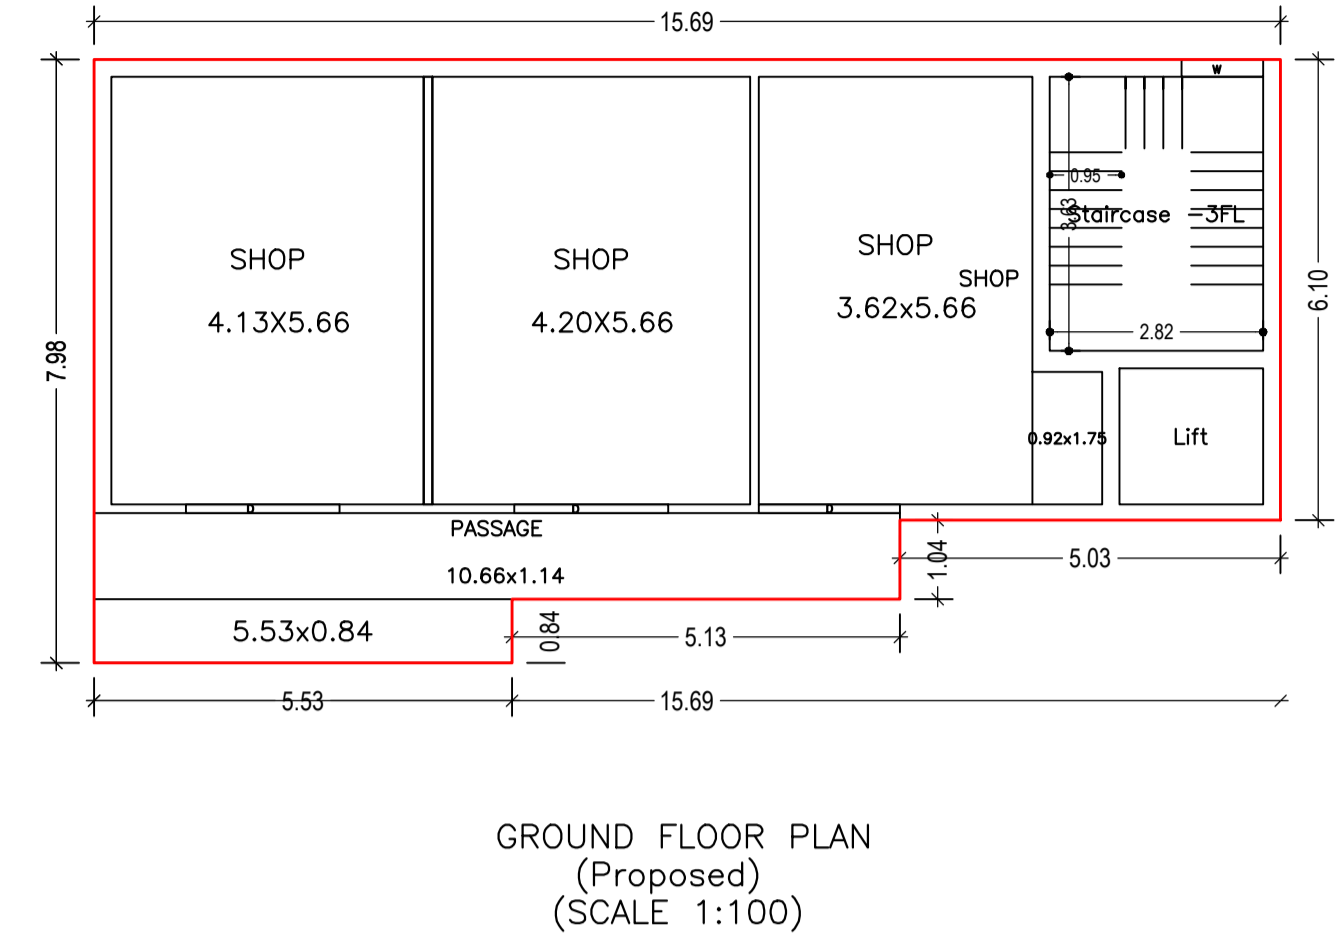 15.69
W
0.95
3.63
Staircase -3FL
SHOP
4.13X5.66
SHOP
4.20X5.66
SHOP
SHOP
3.62x5.66
2.82
6.10
7.98
0.92x1.75
Lift
D
D
D
PASSAGE
10.66x1.14
1.04
5.03
5.53x0.84
0.84
5.13
5.53
15.69
GROUND FLOOR PLAN
(Proposed)
(SCALE 1:100)